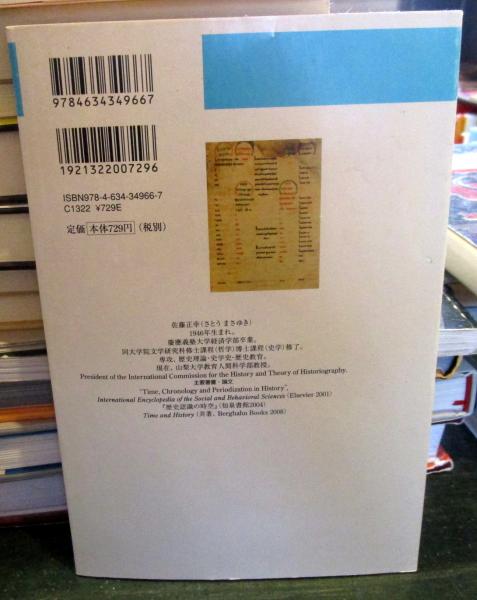 9784634349667
1921322007296
ISBN978-4-634-34966-7
C1322 ¥729E
定価 本体729円 (税別)
佐藤正幸(さとう まさゆき)
1946年生まれ。
慶應義塾大学経済学部卒業。
同大学院文学研究科修士課程(哲学)博士課程(史学)修了。
専攻、歴史理論・史学史・歴史教育。
現在、山梨大学教育人間科学部教授。
President of the International Commission for the History and Theory of Historiography.
主要著書・論文
"Time, Chronology and Periodization in History",
International Encyclopedia of the Social and Behavioral Sciences (Elsevier 2001)
『歴史認識の時空』(知泉書館2004)
Time and History (共著、Berghahn Books 2008)